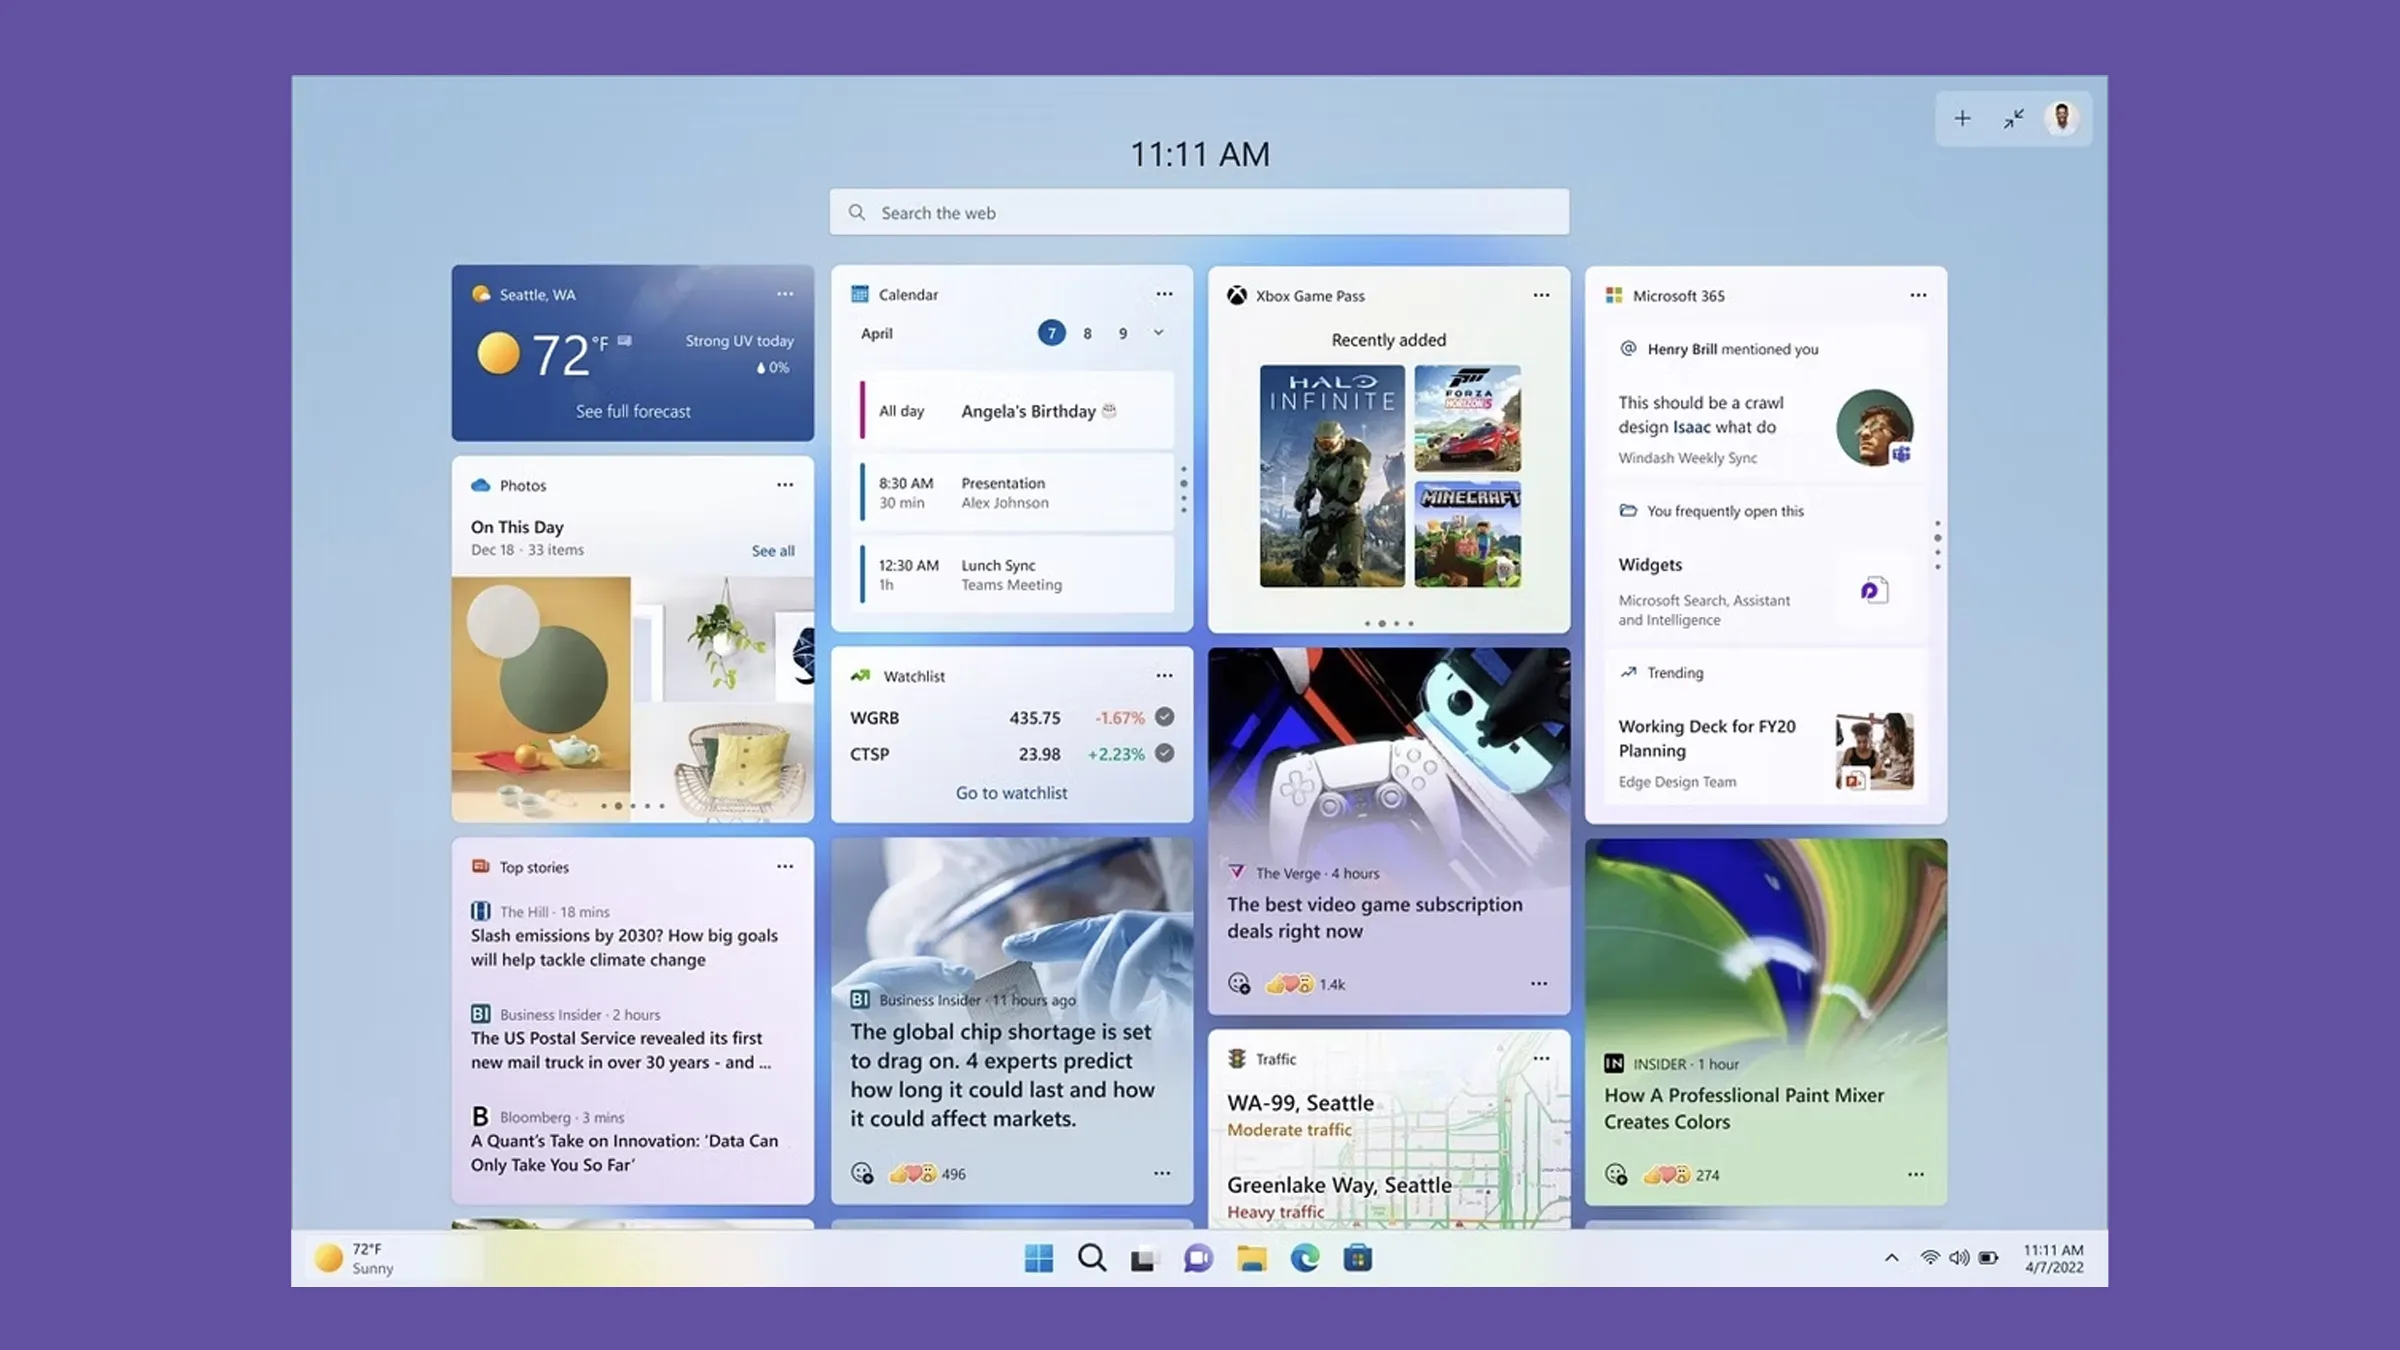 11:11 AM
Search the web
Seattle, WA
72°F
Strong UV today
0%
See full forecast
Photos
On This Day
Dec 18 · 33 items
See all
Top stories
The Hill · 18 mins
Slash emissions by 2030? How big goals
will help tackle climate change
BI Business Insider · 2 hours
The US Postal Service revealed its first
new mail truck in over 30 years - and ...
B Bloomberg · 3 mins
A Quant's Take on Innovation: 'Data Can
Only Take You So Far'
Calendar
April 7 8 9
All day Angela's Birthday
8:30 AM Presentation
30 min Alex Johnson
12:30 AM Lunch Sync
1h Teams Meeting
Watchlist
WGRB 435.75 -1.67%
CTSP 23.98 +2.23%
Go to watchlist
BI Business Insider · 11 hours ago
The global chip shortage is set
to drag on. 4 experts predict
how long it could last and how
it could affect markets.
496
Xbox Game Pass
Recently added
HALO
INFINITE
FORZA
HORIZON 5
MINECRAFT
The Verge · 4 hours
The best video game subscription
deals right now
1.4k
Traffic
WA-99, Seattle
Moderate traffic
Greenlake Way, Seattle
Heavy traffic
Microsoft 365
@ Henry Brill mentioned you
This should be a crawl
design Isaac what do
Windash Weekly Sync
You frequently open this
Widgets
Microsoft Search, Assistant
and Intelligence
Trending
Working Deck for FY20
Planning
Edge Design Team
IN INSIDER · 1 hour
How A Professlional Paint Mixer
Creates Colors
274
72°F
Sunny
11:11 AM
4/7/2022